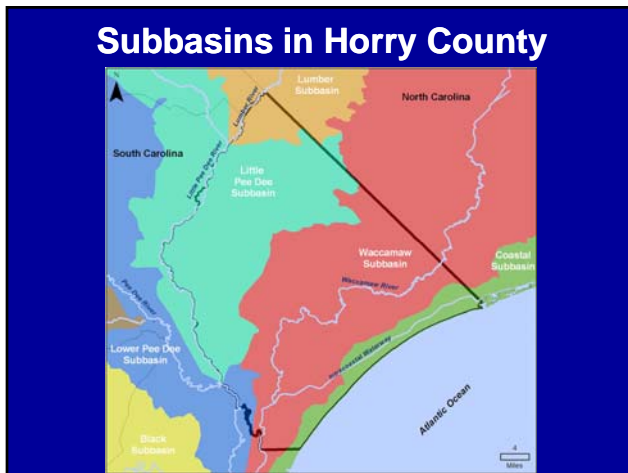 Subbasins in Horry County
Lumber
Subbasin
North Carolina
Lumber River
South Carolina
Little Pee Dee River
Little
Pee Dee
Subbasin
Waccamaw
Subbasin
Coastal
Subbasin
Waccamaw River
Pee Dee River
Lower Pee Dee
Subbasin
Intracoastal Waterway
Atlantic Ocean
Black
Subbasin
4
Miles